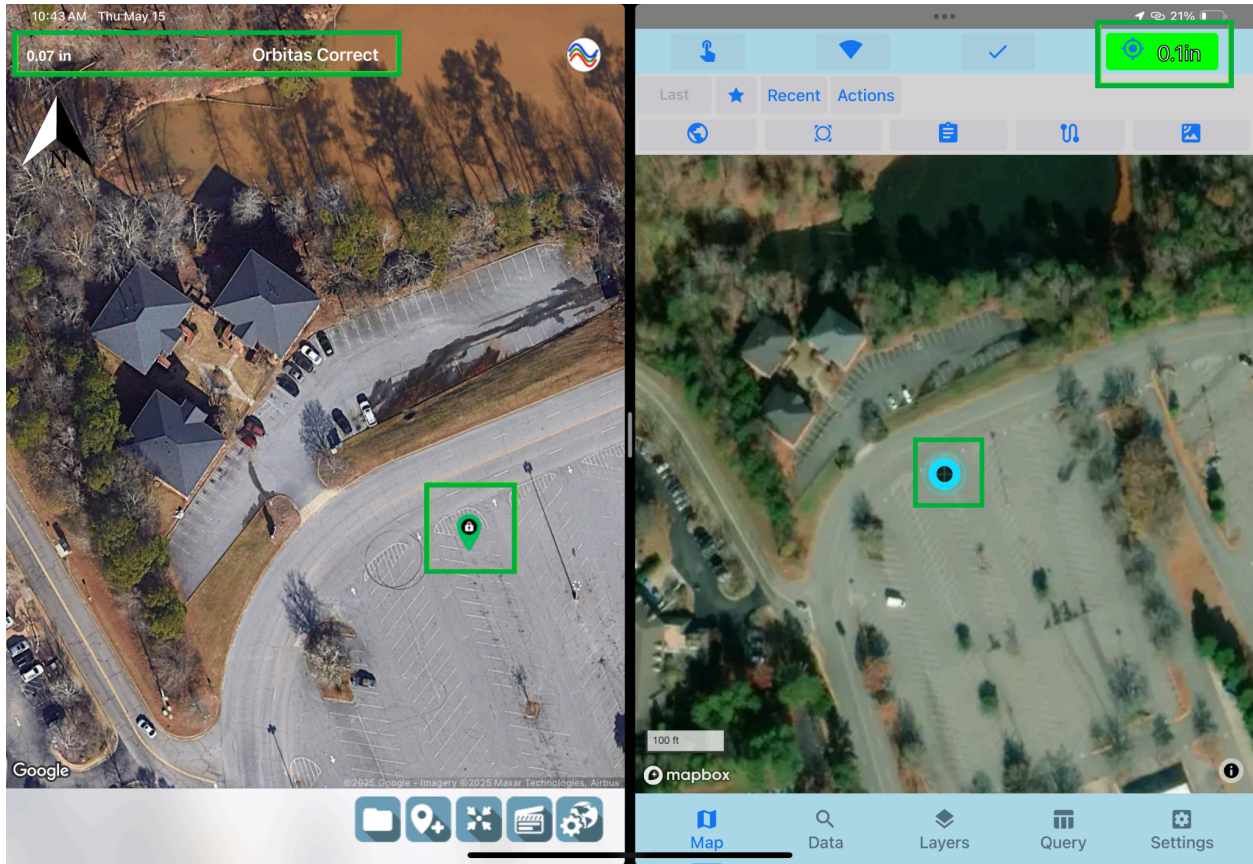 10:43 AM Thu May 15
0.07 in
Orbitas Correct
N
Google
©2025 Google - Imagery ©2025 Maxar Technologies, Airbus
21%
0.1in
Last
Recent
Actions
100 ft
mapbox
Map
Data
Layers
Query
Settings